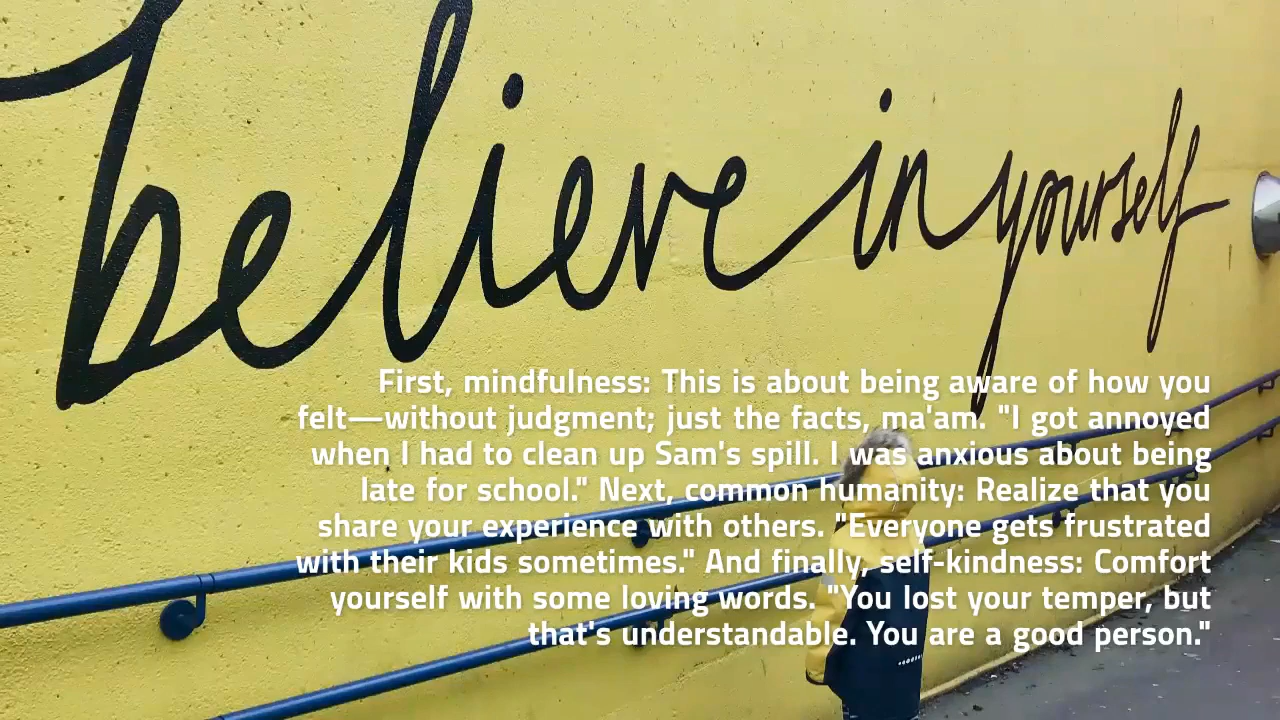 believe in yourself
First, mindfulness: This is about being aware of how you
felt—without judgment; just the facts, ma'am. "I got annoyed
when I had to clean up Sam's spill. I was anxious about being
late for school." Next, common humanity: Realize that you
share your experience with others. "Everyone gets frustrated
with their kids sometimes." And finally, self-kindness: Comfort
yourself with some loving words. "You lost your temper, but
that's understandable. You are a good person."